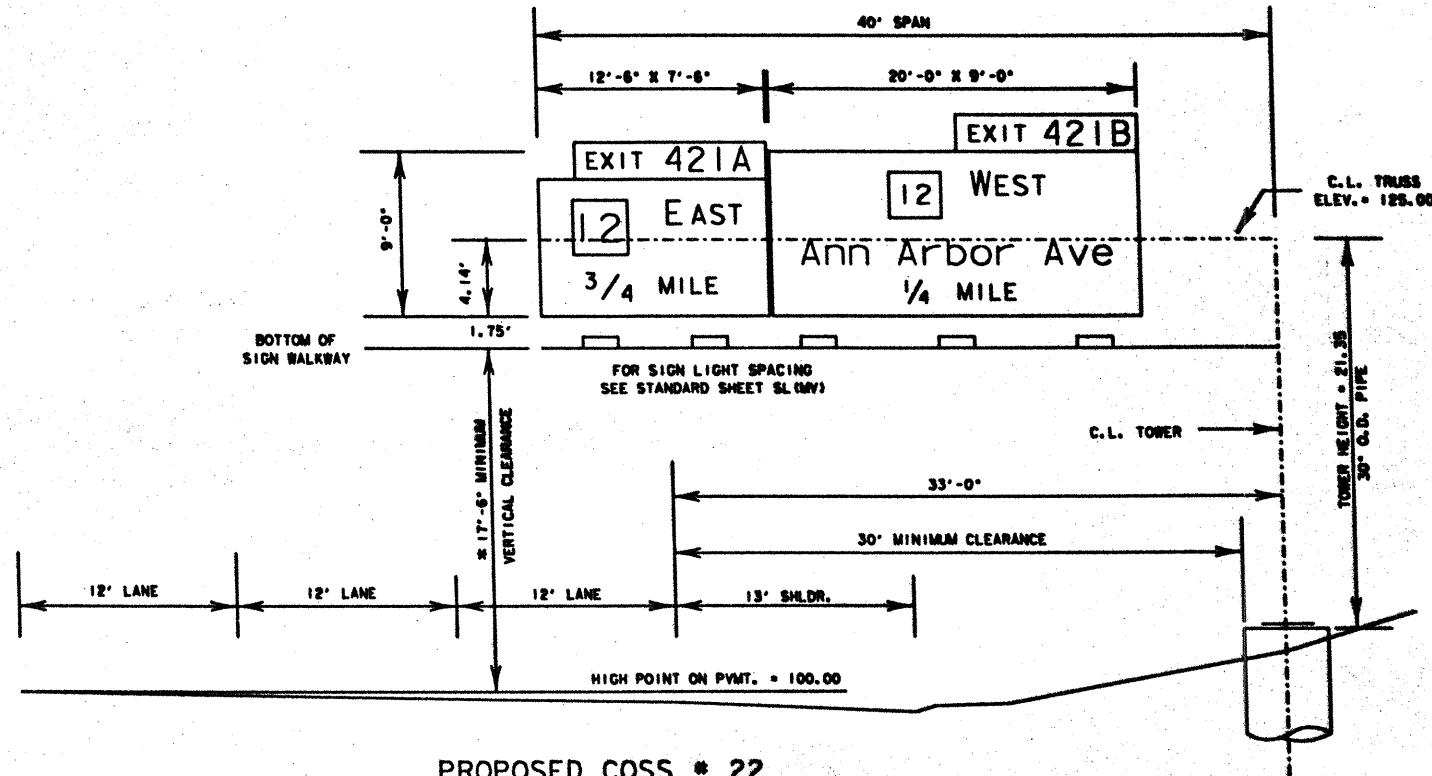 40' SPAN
12'-6" X 7'-6"
20'-0" X 9'-0"
EXIT 421A
EXIT 421B
12 EAST
3/4 MILE
12 WEST
Ann Arbor Ave
1/4 MILE
C.L. TRUSS
ELEV.= 125.00
9'-0"
4.14'
1.75'
BOTTOM OF
SIGN WALKWAY
FOR SIGN LIGHT SPACING
SEE STANDARD SHEET SL(MV)
* 17'-6" MINIMUM
VERTICAL CLEARANCE
C.L. TOWER
TOWER HEIGHT = 21.35
30" O.D. PIPE
33'-0"
30' MINIMUM CLEARANCE
12' LANE
12' LANE
12' LANE
13' SHLDR.
HIGH POINT ON PVMT. = 100.00
PROPOSED COSS # 22